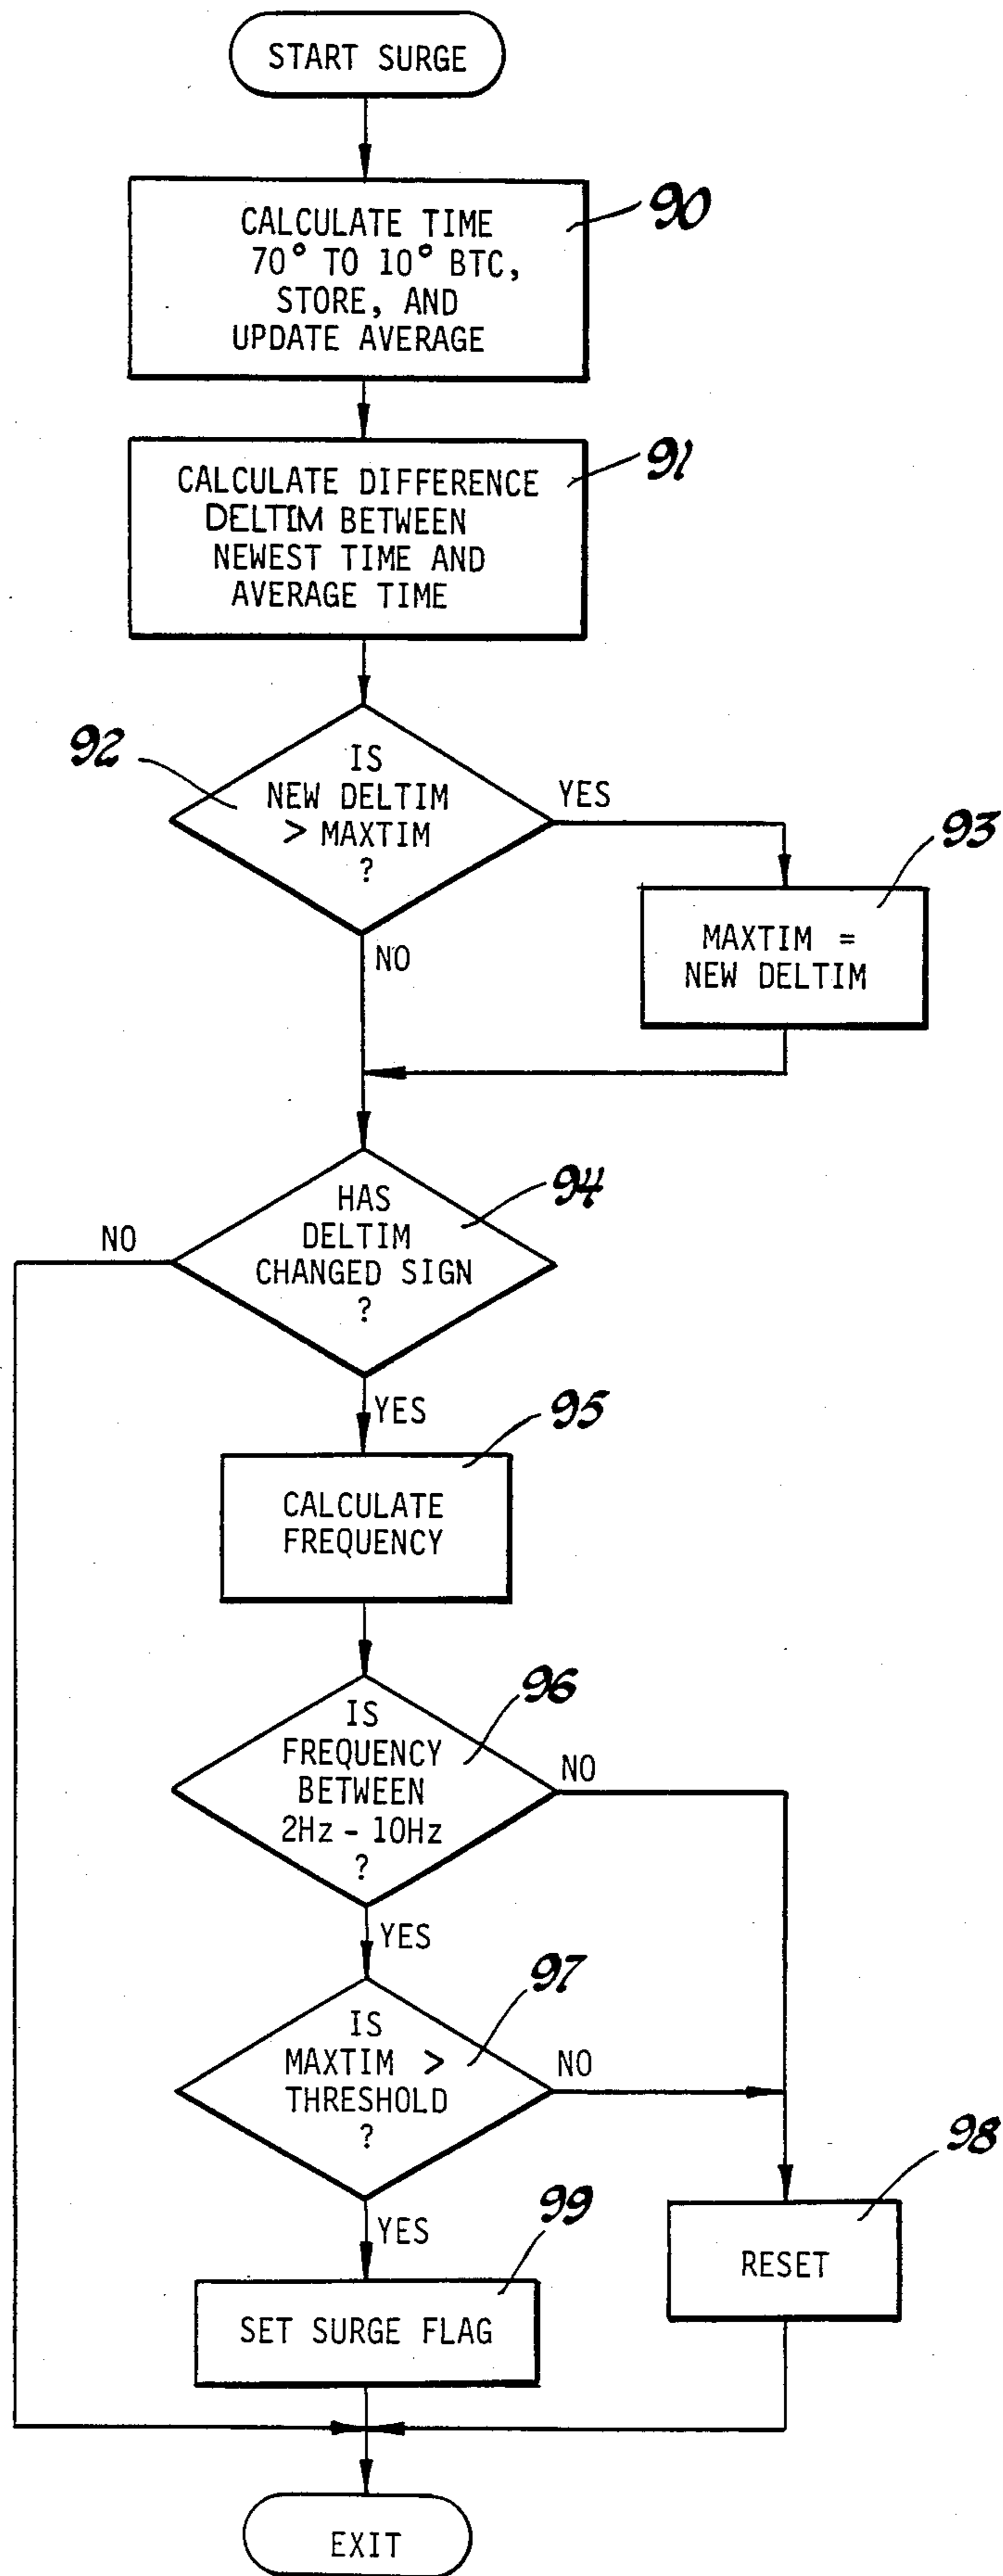 START SURGE
90
CALCULATE TIME
70° TO 10° BTC,
STORE, AND
UPDATE AVERAGE
91
CALCULATE DIFFERENCE
DELTIM BETWEEN
NEWEST TIME AND
AVERAGE TIME
92
IS
NEW DELTIM
> MAXTIM
?
YES
NO
93
MAXTIM =
NEW DELTIM
94
HAS
DELTIM
CHANGED SIGN
?
NO
YES
95
CALCULATE
FREQUENCY
96
IS
FREQUENCY
BETWEEN
2Hz - 10Hz
?
NO
YES
97
IS
MAXTIM >
THRESHOLD
?
NO
YES
98
RESET
99
SET SURGE FLAG
EXIT